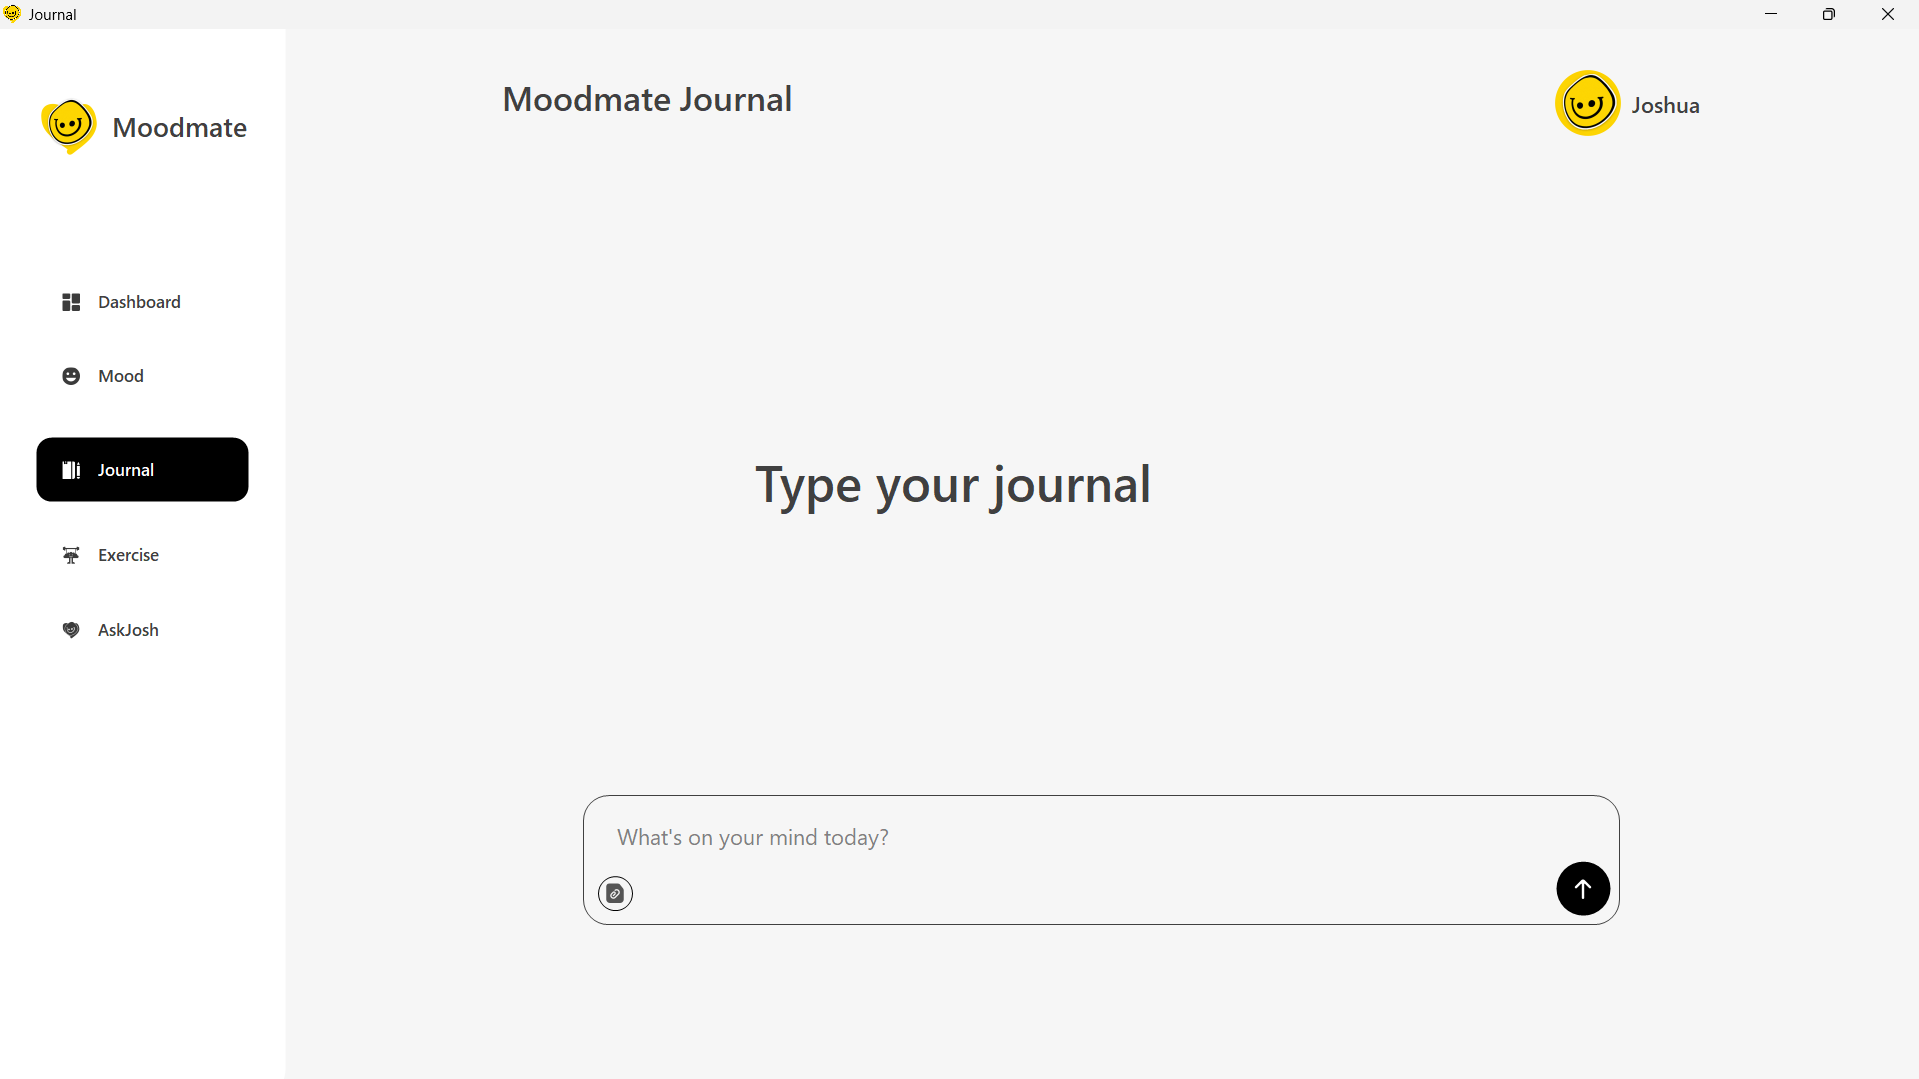 Journal
Moodmate
Moodmate Journal
Joshua
Dashboard
Mood
Journal
Exercise
AskJosh
Type your journal
What's on your mind today?